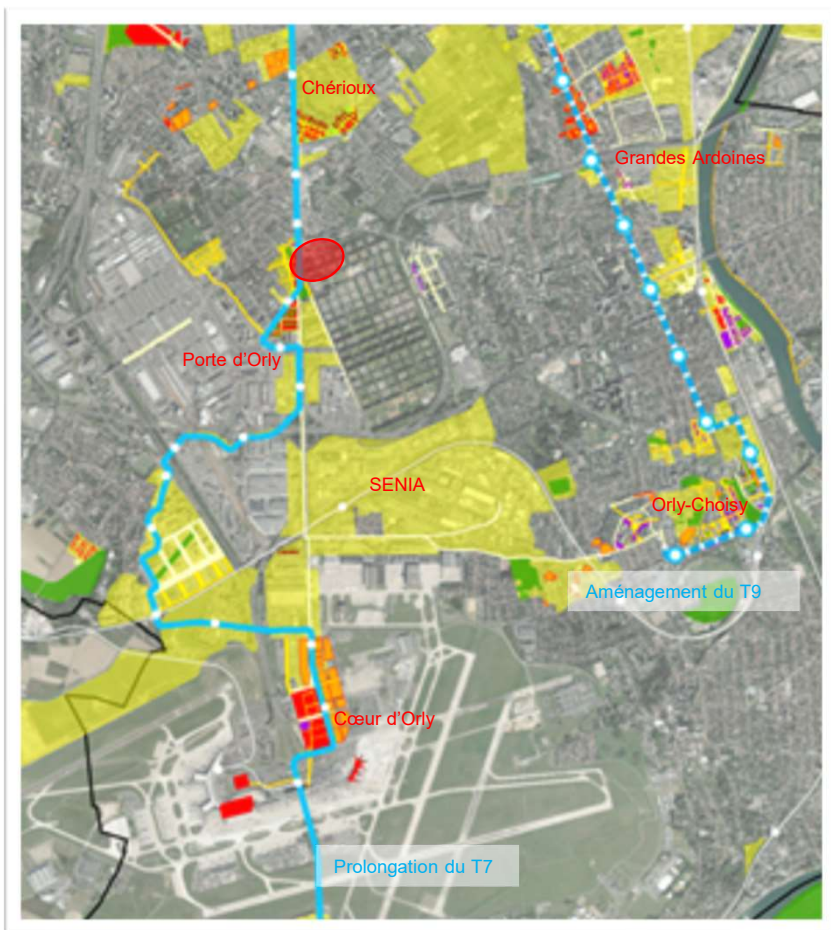 Chérioux
Grandes Ardoines
Porte d'Orly
SENIA
Orly-Choisy
Aménagement du T9
Cœur d'Orly
Prolongation du T7